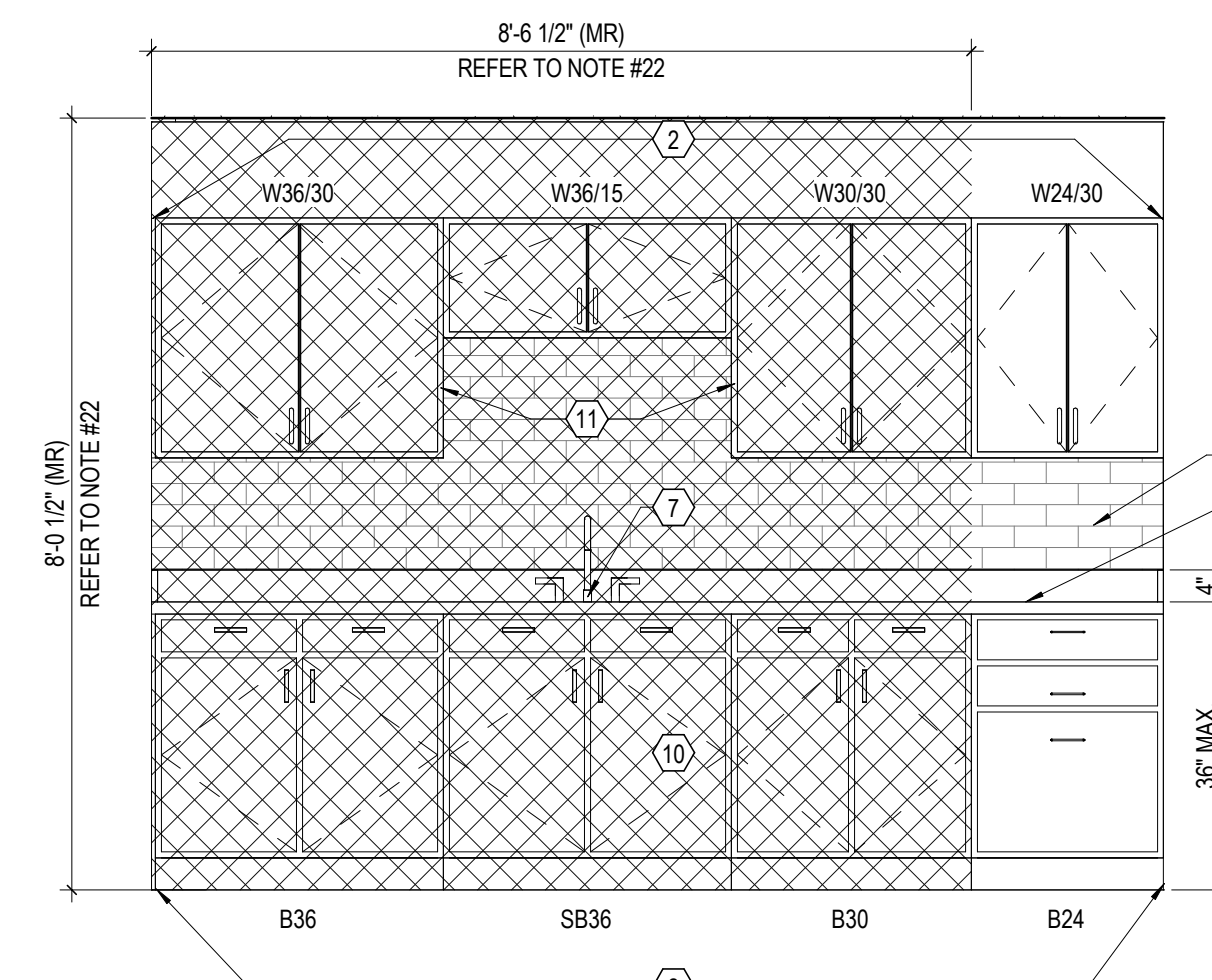 8'-6 1/2" (MR)
REFER TO NOTE #22
2
W36/30 W36/15 W30/30 W24/30
11
8'-0 1/2" (MR)
REFER TO NOTE #22
7
4"
10
36" MAX
B36 SB36 B30 B24